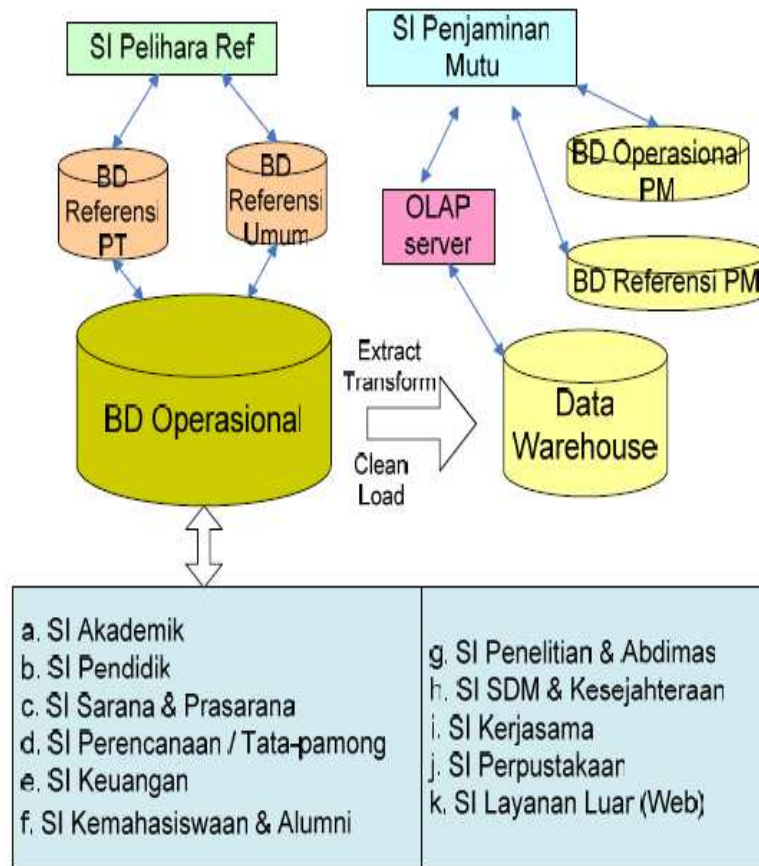 SI Pelihara Ref
SI Penjaminan
Mutu
BD
Referensi
PT
BD
Referensi
Umum
OLAP
server
BD Operasional
PM
BD Referensi PM
BD Operasional
Extract
Transform
Clean
Load
Data
Warehouse
a. SI Akademik
b. SI Pendidik
c. SI Sarana & Prasarana
d. SI Perencanaan / Tata-pamong
e. SI Keuangan
f. SI Kemahasiswaan & Alumni
g. SI Penelitian & Abdimas
h. SI SDM & Kesejahteraan
i. SI Kerjasama
j. SI Perpustakaan
k. SI Layanan Luar (Web)